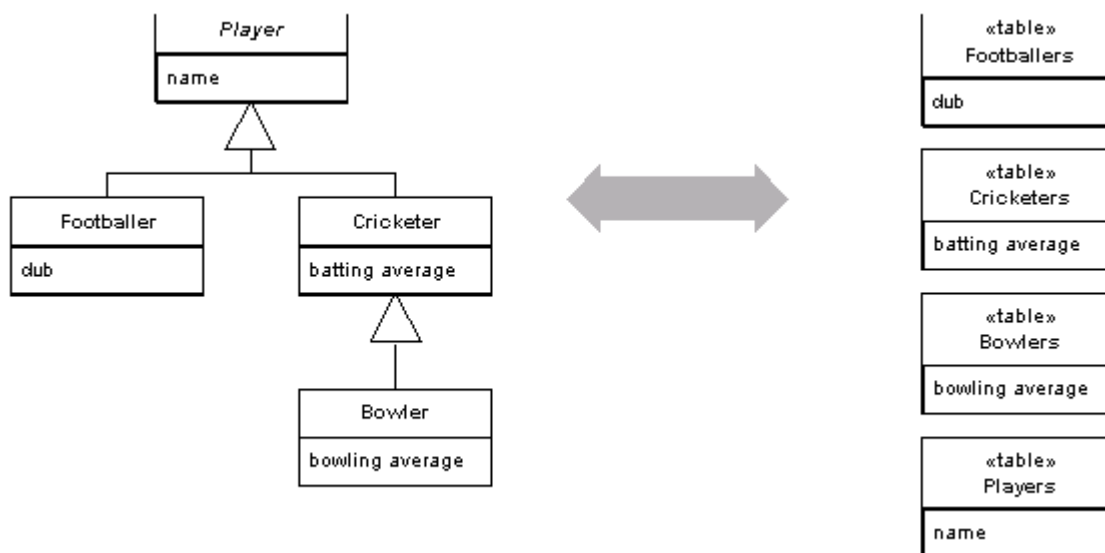 Player
name
Footballer
club
Cricketer
batting average
Bowler
bowling average
«table»
Footballers
club
«table»
Cricketers
batting average
«table»
Bowlers
bowling average
«table»
Players
name